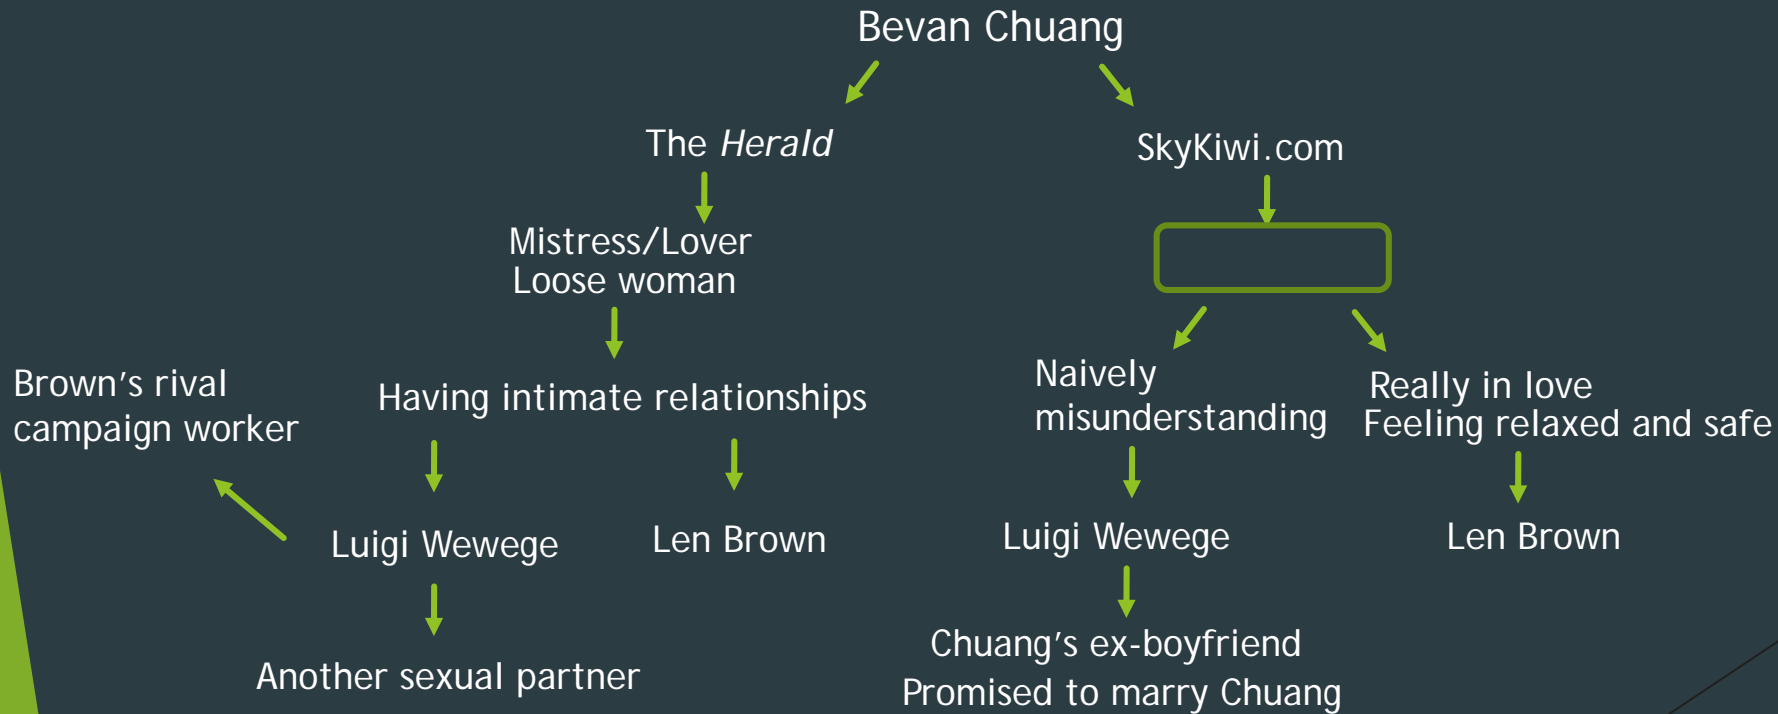 Bevan Chuang
The Herald
SkyKiwi.com
Mistress/Lover
Loose woman
Brown's rival
campaign worker
Having intimate relationships
Naively
misunderstanding
Really in love
Feeling relaxed and safe
Luigi Wewege
Len Brown
Luigi Wewege
Len Brown
Another sexual partner
Chuang's ex-boyfriend
Promised to marry Chuang